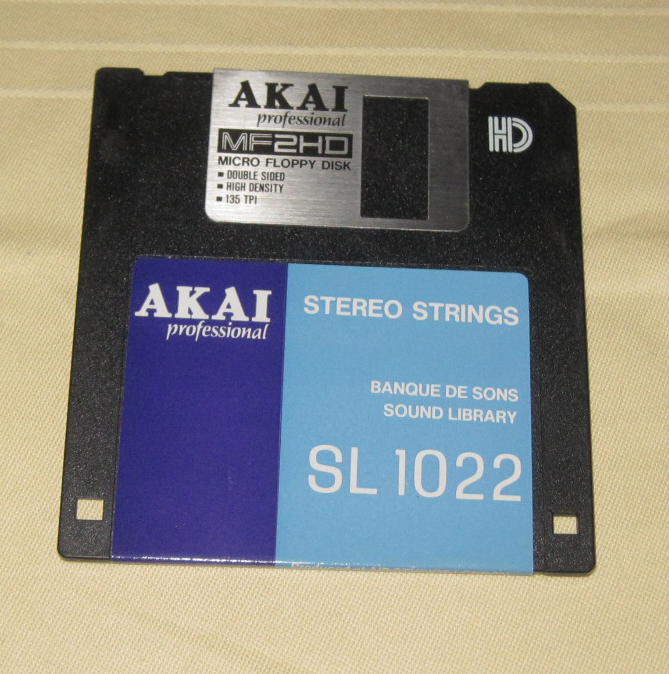 AKAI
professional
MF2HD
MICRO FLOPPY DISK
▪ DOUBLE SIDED
▪ HIGH DENSITY
▪ 135 TPI
HD
AKAI
professional
STEREO STRINGS
BANQUE DE SONS
SOUND LIBRARY
SL 1022